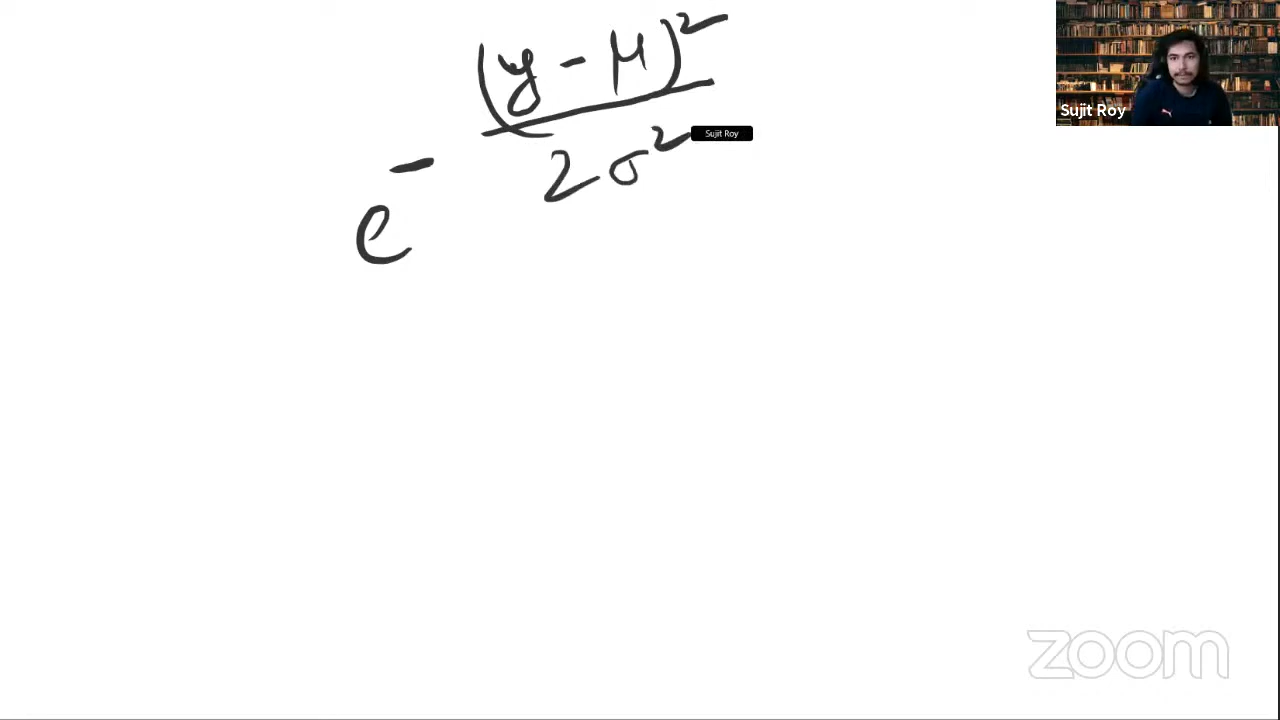 (y - μ)²
2σ²
e -
Sujit Roy
Sujit Roy
zoom